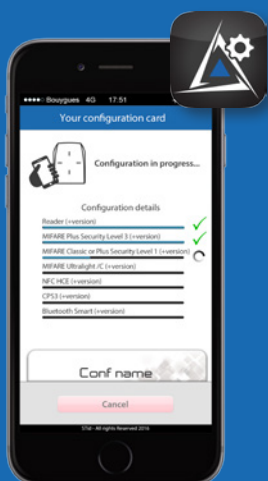 Bouygues 4G 17:51
Your configuration card
Configuration in progress...
Configuration details
Reader (+version)
MIFARE Plus Security Level 3 (+version)
MIFARE Classic or Plus Security Level 1 (+version)
MIFARE Ultralight /C (+version)
NFC HCE (+version)
CPS3 (+version)
Bluetooth Smart (+version)
Conf name
Cancel
STid - All rights Reserved 2016